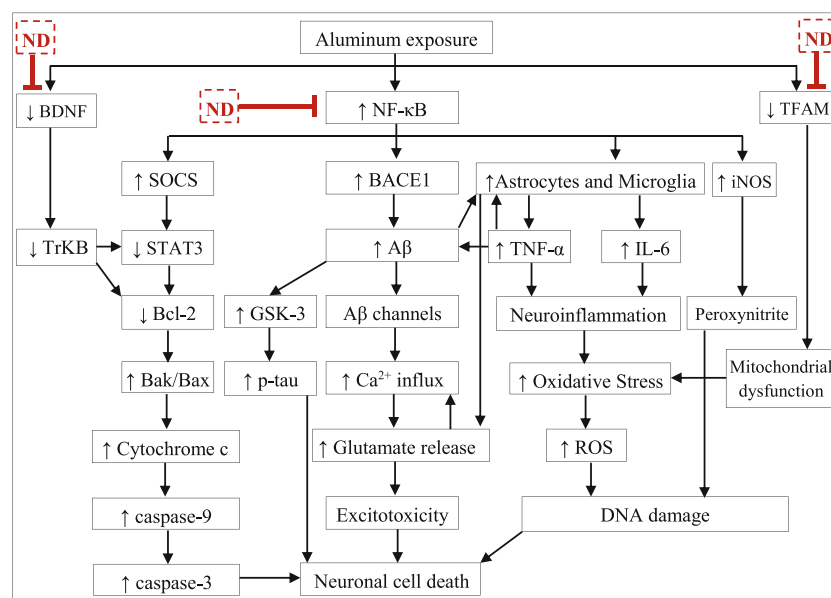 ND
ND
Aluminum exposure
↓ BDNF
ND
↑ NF-κB
↓ TFAM
↑ SOCS
↑ BACE1
↑Astrocytes and Microglia
↑ iNOS
↓ TrKB
↓ STAT3
↑ Aβ
↑ TNF-α
↑ IL-6
↓ Bcl-2
↑ GSK-3
Aβ channels
Neuroinflammation
Peroxynitrite
↑ Bak/Bax
↑ p-tau
↑ Ca²⁺ influx
↑ Oxidative Stress
Mitochondrial
dysfunction
↑ Cytochrome c
↑ Glutamate release
↑ ROS
↑ caspase-9
Excitotoxicity
DNA damage
↑ caspase-3
Neuronal cell death